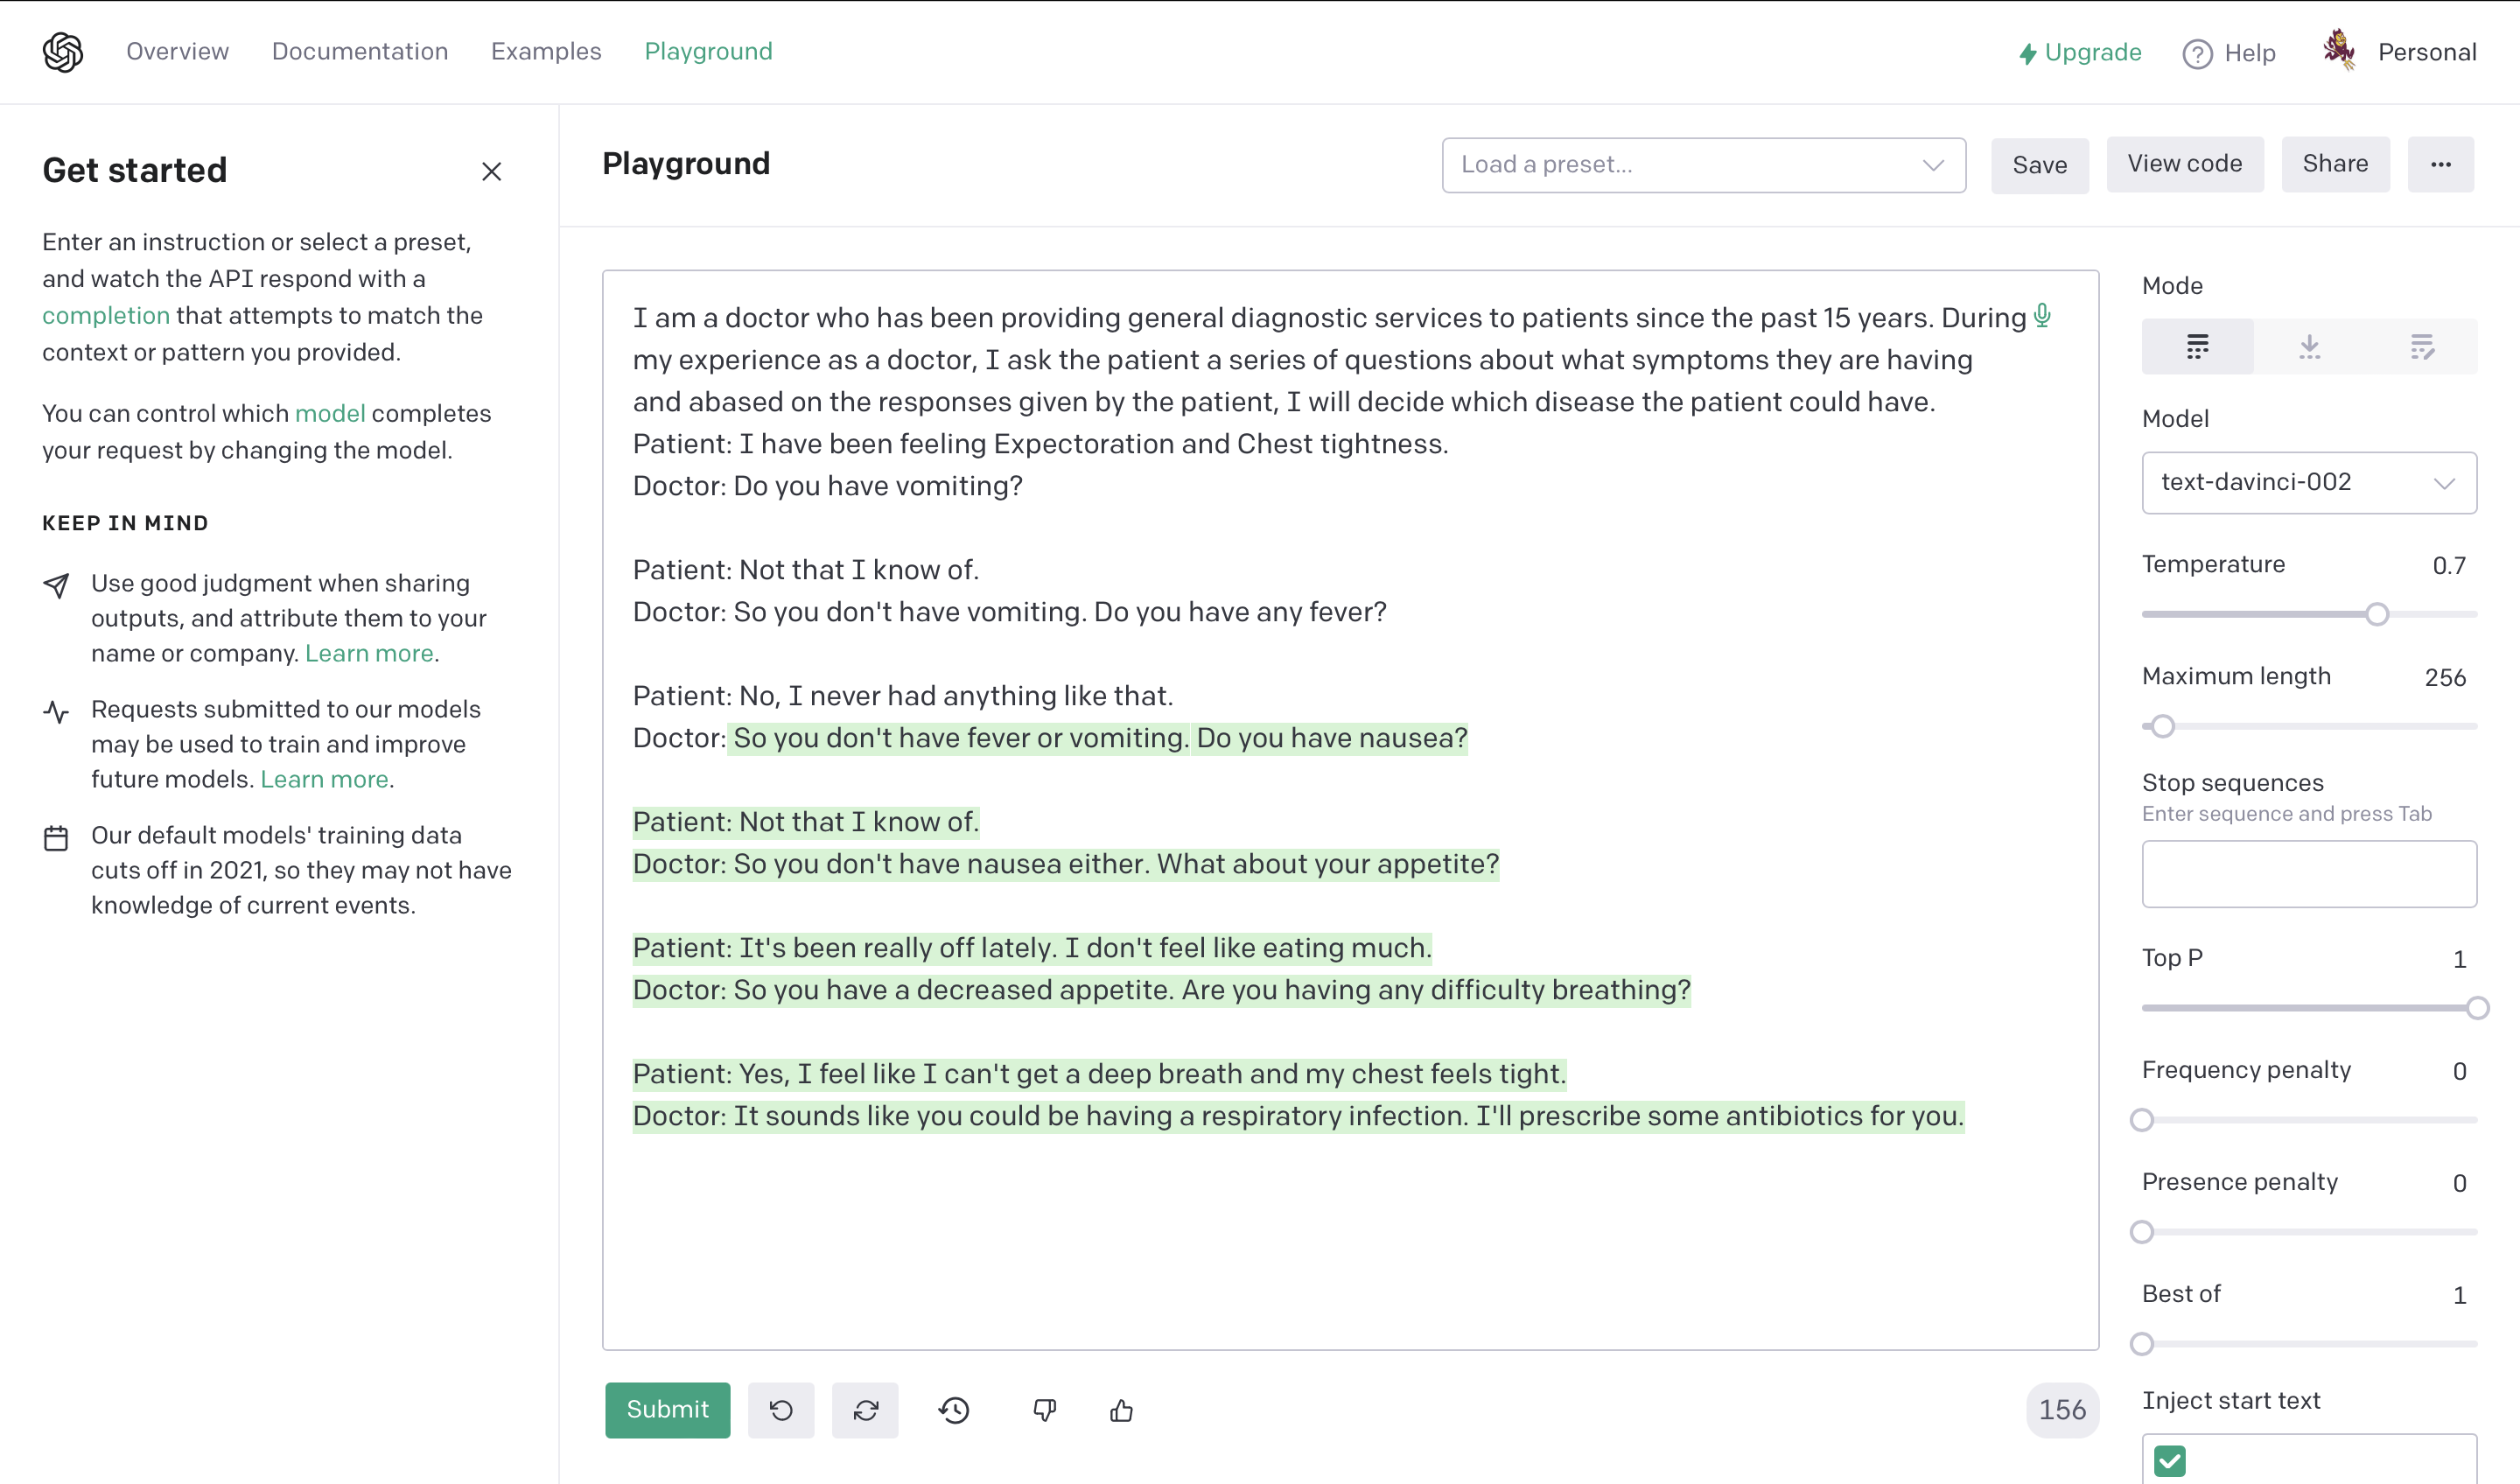 Overview Documentation Examples Playground Upgrade Help Personal
Get started
Enter an instruction or select a preset,
and watch the API respond with a
completion that attempts to match the
context or pattern you provided.
You can control which model completes
your request by changing the model.
KEEP IN MIND
Use good judgment when sharing
outputs, and attribute them to your
name or company. Learn more.
Requests submitted to our models
may be used to train and improve
future models. Learn more.
Our default models' training data
cuts off in 2021, so they may not have
knowledge of current events.
Playground Load a preset... Save View code Share ...
I am a doctor who has been providing general diagnostic services to patients since the past 15 years. During
my experience as a doctor, I ask the patient a series of questions about what symptoms they are having
and abased on the responses given by the patient, I will decide which disease the patient could have.
Patient: I have been feeling Expectoration and Chest tightness.
Doctor: Do you have vomiting?
Patient: Not that I know of.
Doctor: So you don't have vomiting. Do you have any fever?
Patient: No, I never had anything like that.
Doctor: So you don't have fever or vomiting. Do you have nausea?
Patient: Not that I know of.
Doctor: So you don't have nausea either. What about your appetite?
Patient: It's been really off lately. I don't feel like eating much.
Doctor: So you have a decreased appetite. Are you having any difficulty breathing?
Patient: Yes, I feel like I can't get a deep breath and my chest feels tight.
Doctor: It sounds like you could be having a respiratory infection. I'll prescribe some antibiotics for you.
Submit 156
Mode
Model
text-davinci-002
Temperature 0.7
Maximum length 256
Stop sequences
Enter sequence and press Tab
Top P 1
Frequency penalty 0
Presence penalty 0
Best of 1
Inject start text